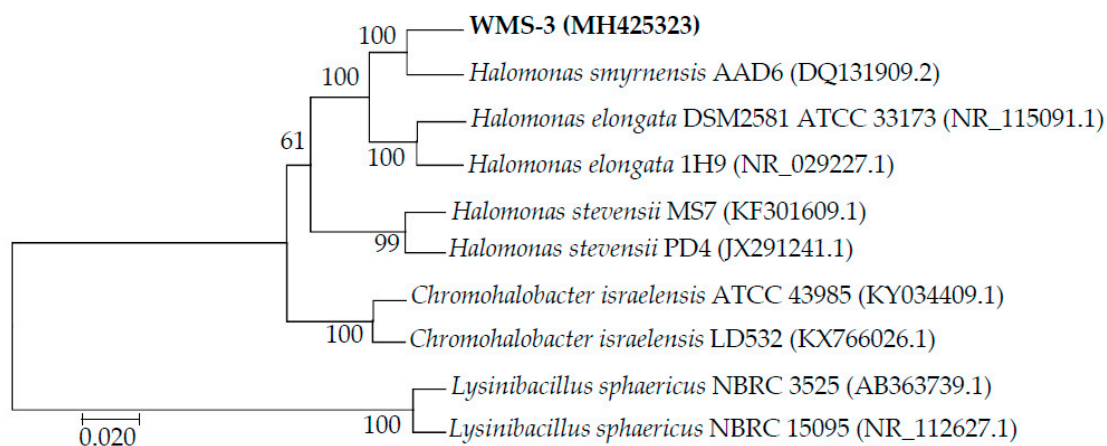 WMS-3 (MH425323)
100
Halomonas smyrnensis AAD6 (DQ131909.2)
100
Halomonas elongata DSM2581 ATCC 33173 (NR_115091.1)
61
100
Halomonas elongata 1H9 (NR_029227.1)
Halomonas stevensii MS7 (KF301609.1)
99
Halomonas stevensii PD4 (JX291241.1)
Chromohalobacter israelensis ATCC 43985 (KY034409.1)
100
Chromohalobacter israelensis LD532 (KX766026.1)
Lysinibacillus sphaericus NBRC 3525 (AB363739.1)
100
Lysinibacillus sphaericus NBRC 15095 (NR_112627.1)
0.020